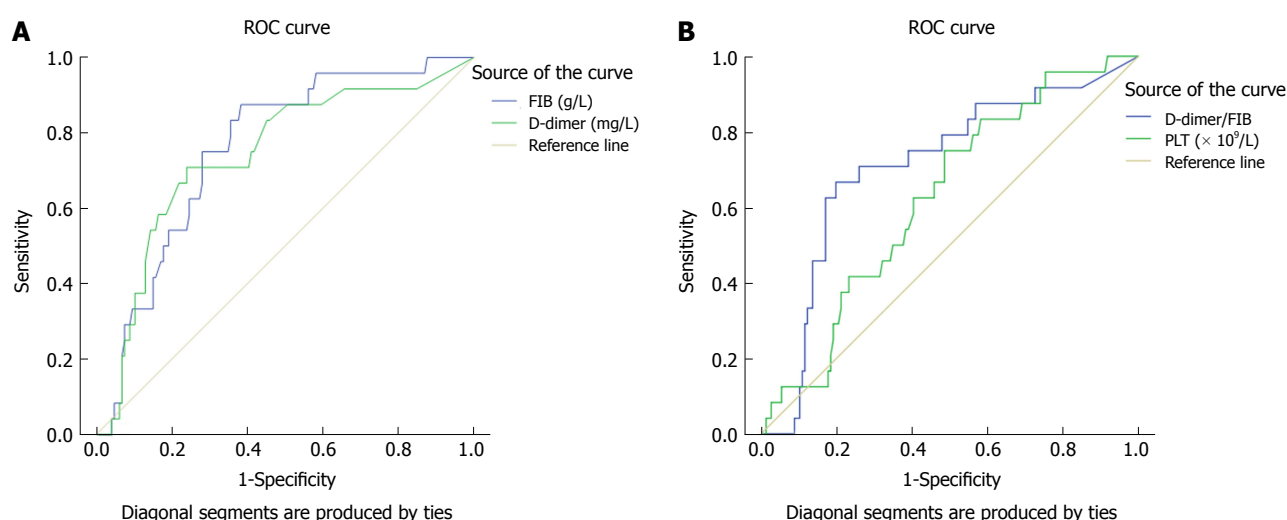 A
ROC curve
1.0
0.8
0.6
0.4
0.2
0.0
Sensitivity
0.0 0.2 0.4 0.6 0.8 1.0
1-Specificity
Diagonal segments are produced by ties
Source of the curve
FIB (g/L)
D-dimer (mg/L)
Reference line
B
ROC curve
1.0
0.8
0.6
0.4
0.2
0.0
Sensitivity
0.0 0.2 0.4 0.6 0.8 1.0
1-Specificity
Diagonal segments are produced by ties
Source of the curve
D-dimer/FIB
PLT (× 10⁹/L)
Reference line